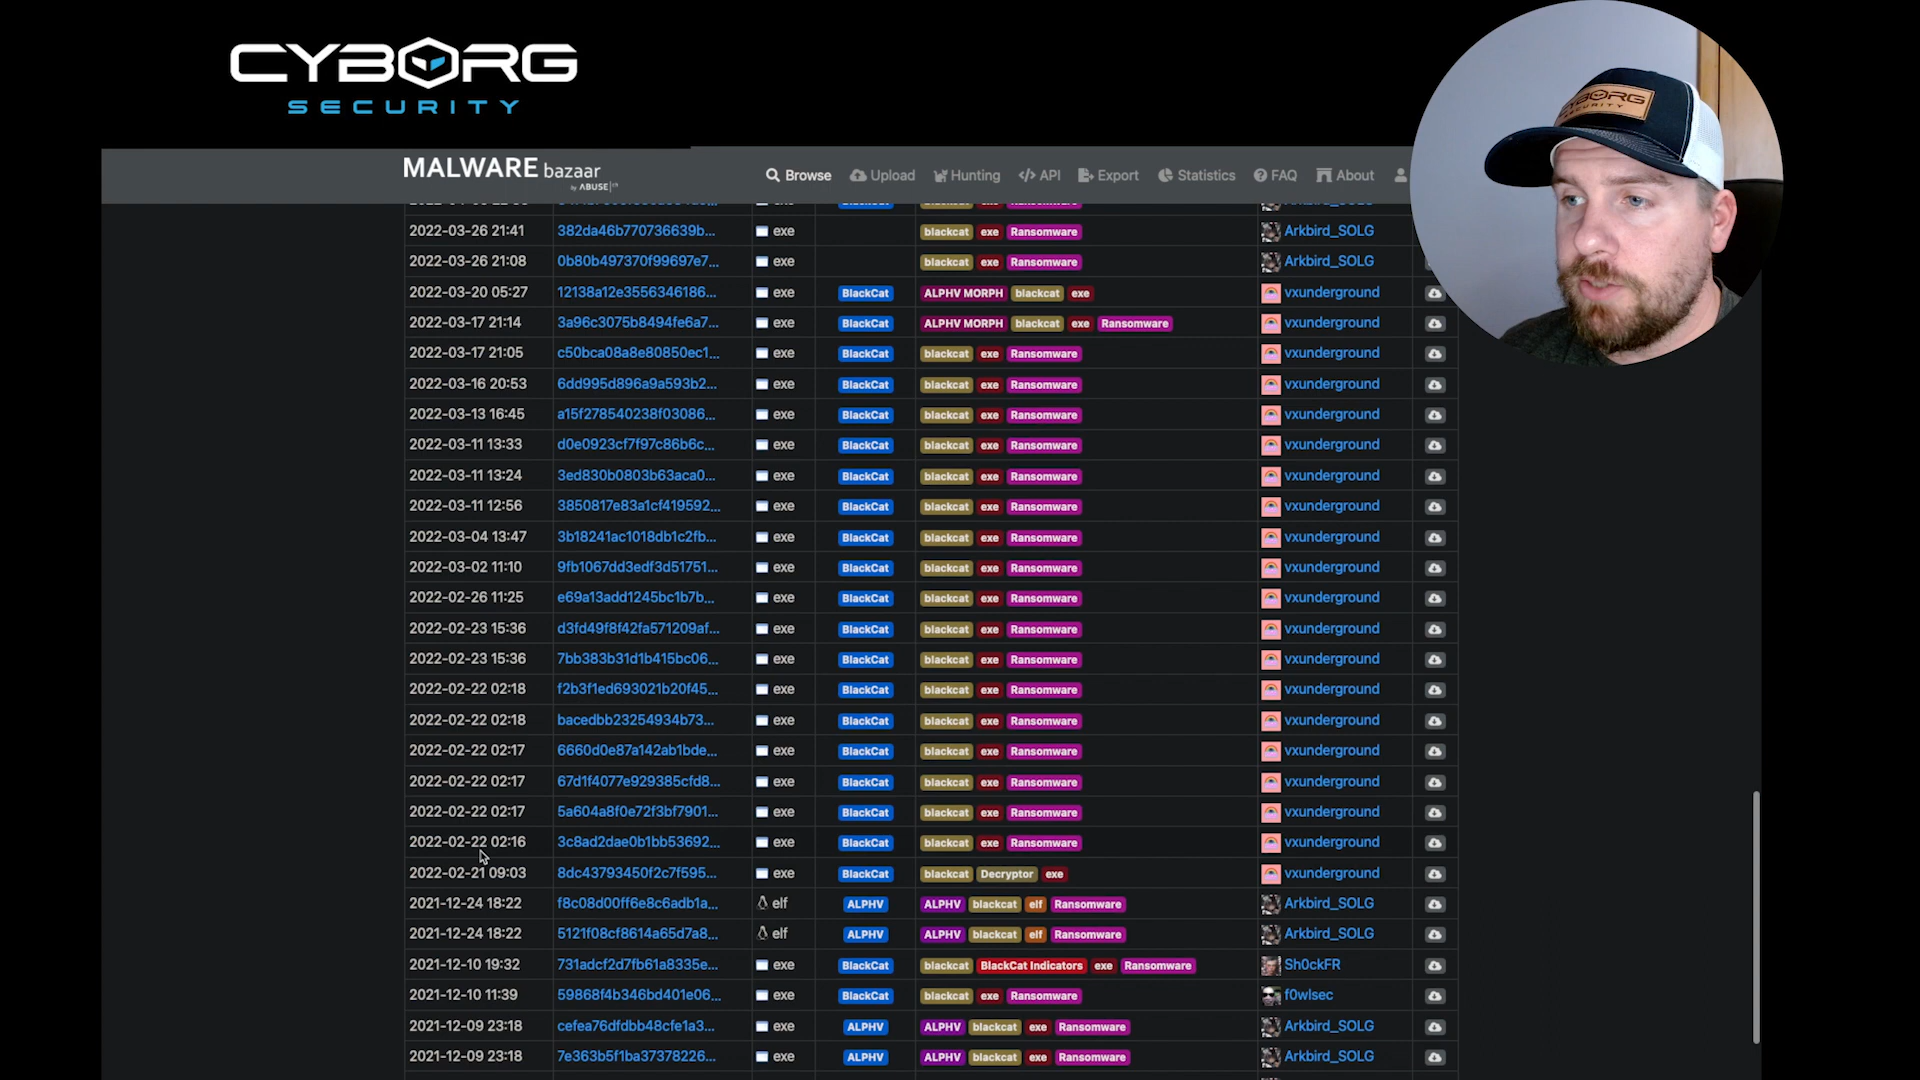 CYBORG
SECURITY
CYBORG
SECURITY
MALWARE bazaar
by ABUSE|ch
Browse Upload Hunting API Export Statistics FAQ About
exe BlackCat blackcat exe Ransomware Arkbird_SOLG
2022-03-26 21:41 382da46b770736639b... exe blackcat exe Ransomware Arkbird_SOLG
2022-03-26 21:08 0b80b497370f99697e7... exe blackcat exe Ransomware Arkbird_SOLG
2022-03-20 05:27 12138a12e3556346186... exe BlackCat ALPHV MORPH blackcat exe vxunderground
2022-03-17 21:14 3a96c3075b8494fe6a7... exe BlackCat ALPHV MORPH blackcat exe Ransomware vxunderground
2022-03-17 21:05 c50bca08a8e80850ec1... exe BlackCat blackcat exe Ransomware vxunderground
2022-03-16 20:53 6dd995d896a9a593b2... exe BlackCat blackcat exe Ransomware vxunderground
2022-03-13 16:45 a15f278540238f03086... exe BlackCat blackcat exe Ransomware vxunderground
2022-03-11 13:33 d0e0923cf7f97c86b6c... exe BlackCat blackcat exe Ransomware vxunderground
2022-03-11 13:24 3ed830b0803b63aca0... exe BlackCat blackcat exe Ransomware vxunderground
2022-03-11 12:56 3850817e83a1cf419592... exe BlackCat blackcat exe Ransomware vxunderground
2022-03-04 13:47 3b18241ac1018db1c2fb... exe BlackCat blackcat exe Ransomware vxunderground
2022-03-02 11:10 9fb1067dd3edf3d51751... exe BlackCat blackcat exe Ransomware vxunderground
2022-02-26 11:25 e69a13add1245bc1b7b... exe BlackCat blackcat exe Ransomware vxunderground
2022-02-23 15:36 d3fd49f8f42fa571209af... exe BlackCat blackcat exe Ransomware vxunderground
2022-02-23 15:36 7bb383b31d1b415bc06... exe BlackCat blackcat exe Ransomware vxunderground
2022-02-22 02:18 f2b3f1ed693021b20f45... exe BlackCat blackcat exe Ransomware vxunderground
2022-02-22 02:18 bacedbb23254934b73... exe BlackCat blackcat exe Ransomware vxunderground
2022-02-22 02:17 6660d0e87a142ab1bde... exe BlackCat blackcat exe Ransomware vxunderground
2022-02-22 02:17 67d1f4077e929385cfd8... exe BlackCat blackcat exe Ransomware vxunderground
2022-02-22 02:17 5a604a8f0e72f3bf7901... exe BlackCat blackcat exe Ransomware vxunderground
2022-02-22 02:16 3c8ad2dae0b1bb53692... exe BlackCat blackcat exe Ransomware vxunderground
2022-02-21 09:03 8dc43793450f2c7f595... exe BlackCat blackcat Decryptor exe vxunderground
2021-12-24 18:22 f8c08d00ff6e8c6adb1a... elf ALPHV ALPHV blackcat elf Ransomware Arkbird_SOLG
2021-12-24 18:22 5121f08cf8614a65d7a8... elf ALPHV ALPHV blackcat elf Ransomware Arkbird_SOLG
2021-12-10 19:32 731adcf2d7fb61a8335e... exe BlackCat blackcat BlackCat Indicators exe Ransomware Sh0ckFR
2021-12-10 11:39 59868f4b346bd401e06... exe BlackCat blackcat exe Ransomware f0wlsec
2021-12-09 23:18 cefea76dfdbb48cfe1a3... exe ALPHV ALPHV blackcat exe Ransomware Arkbird_SOLG
2021-12-09 23:18 7e363b5f1ba37378226... exe ALPHV ALPHV blackcat exe Ransomware Arkbird_SOLG